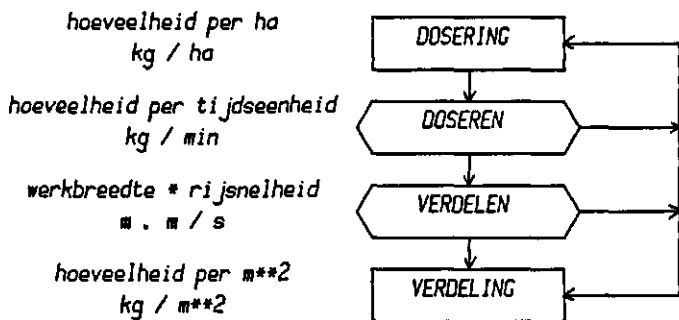 hoeveelheid per ha
kg / ha
DOSERING
hoeveelheid per tijdseenheid
kg / min
DOSEREN
werkbreedte * rijsnelheid
m . m / s
VERDELEN
hoeveelheid per m**2
kg / m**2
VERDELING